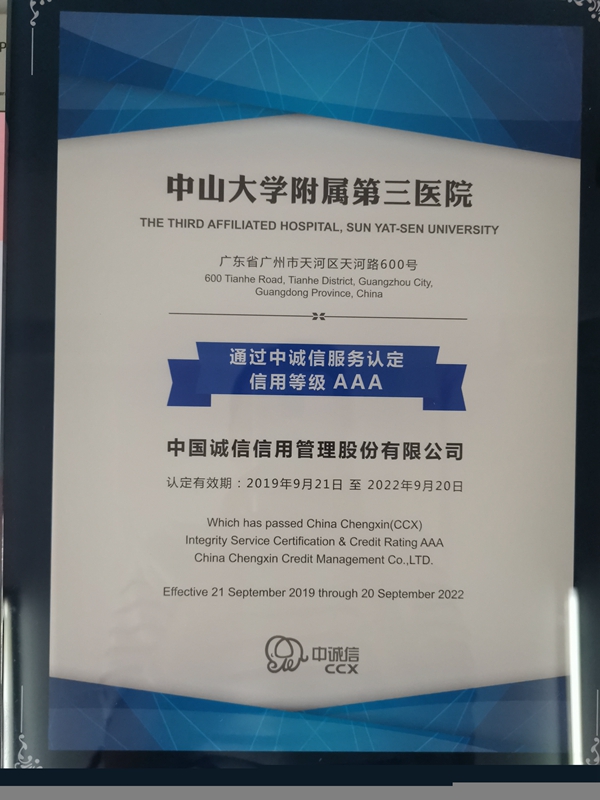 中山大学附属第三医院
THE THIRD AFFILIATED HOSPITAL, SUN YAT-SEN UNIVERSITY
广东省广州市天河区天河路600号
600 Tianhe Road, Tianhe District, Guangzhou City,
Guangdong Province, China
通过中诚信服务认定
信用等级 AAA
中国诚信信用管理股份有限公司
认定有效期：2019年9月21日 至 2022年9月20日
Which has passed China Chengxin(CCX)
Integrity Service Certification & Credit Rating AAA
China Chengxin Credit Management Co.,LTD.
Effective 21 September 2019 through 20 September 2022
中诚信
CCX